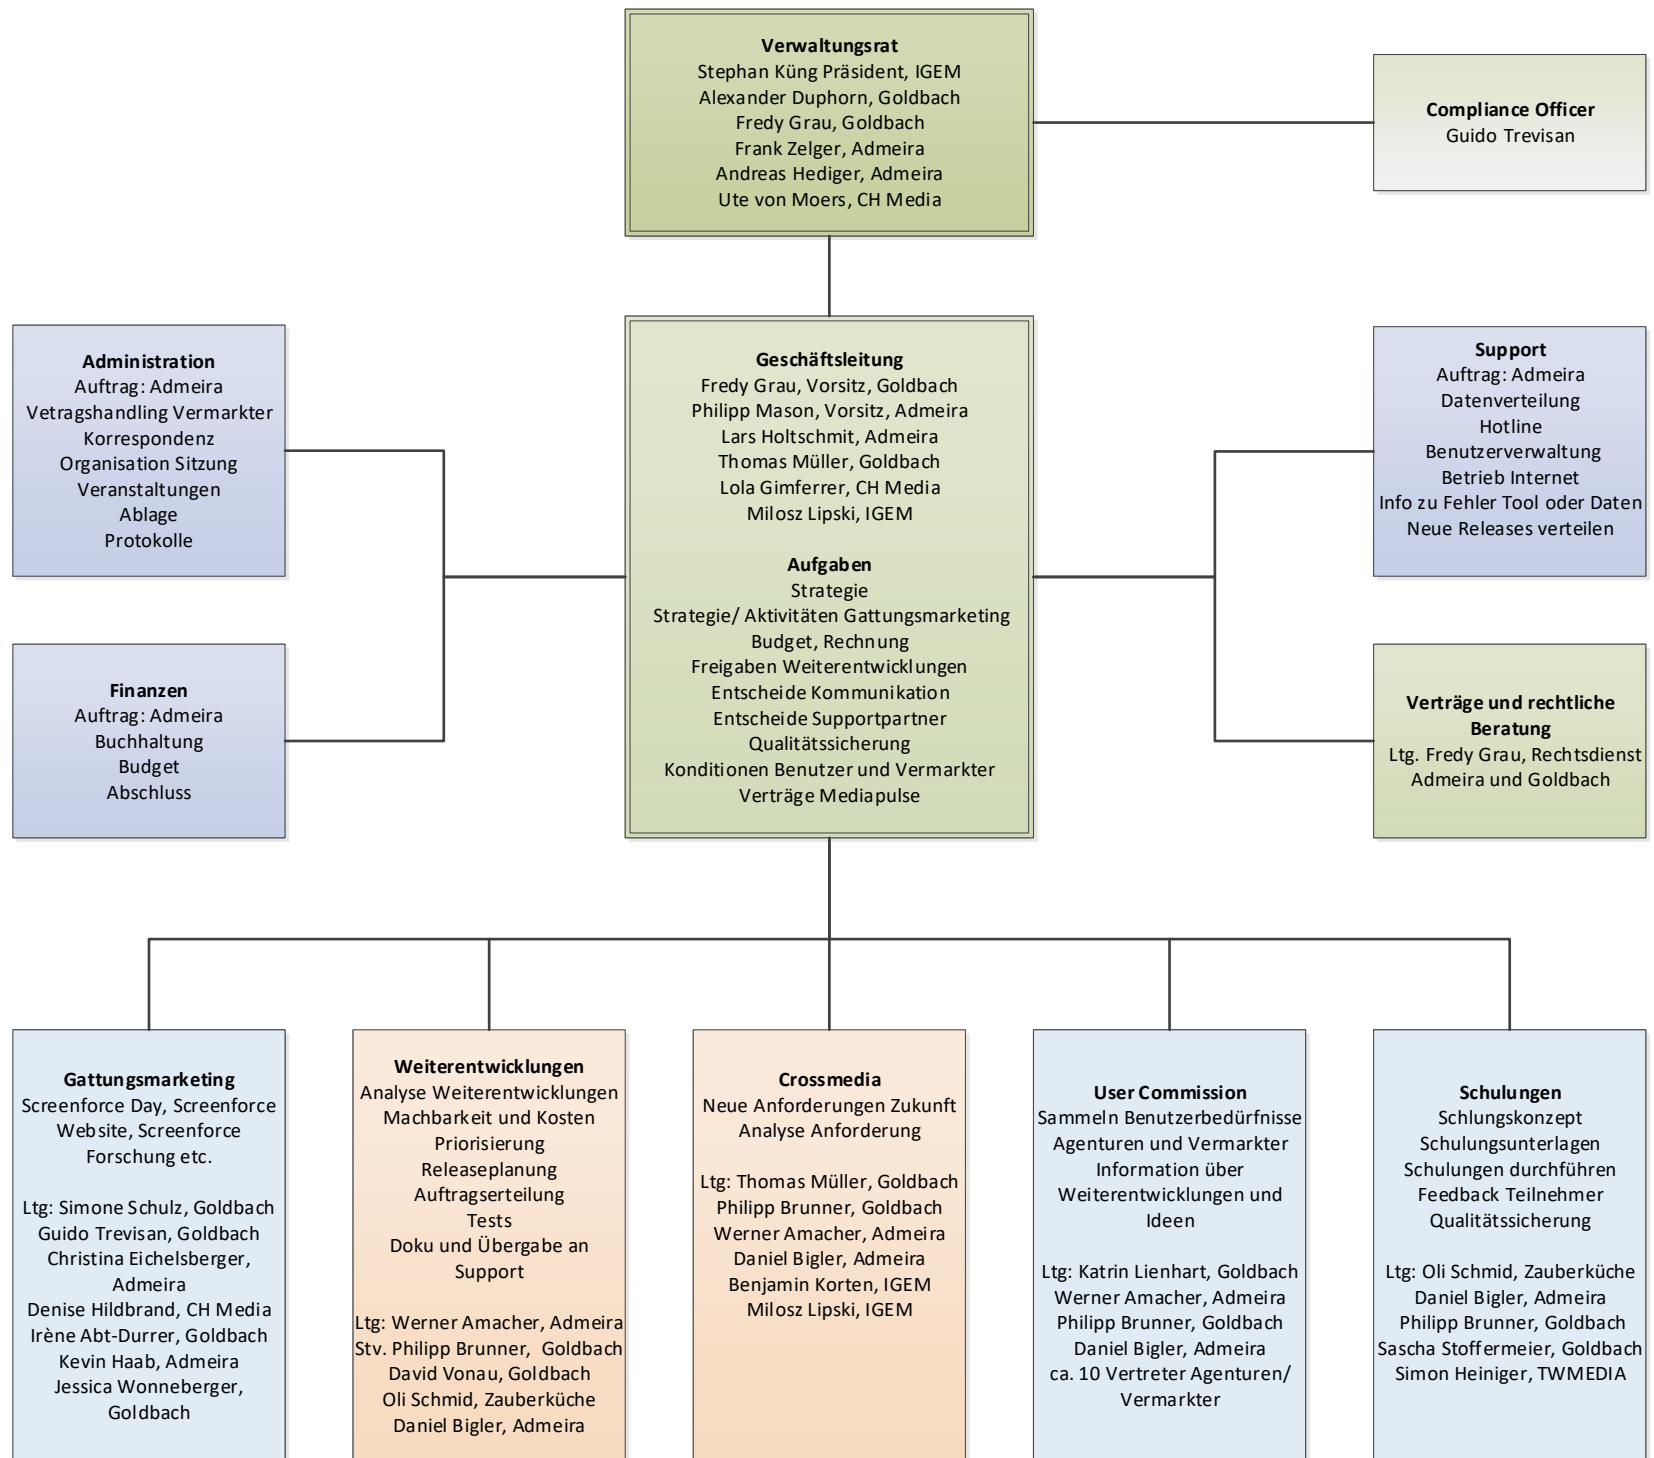 Verwaltungsrat
Stephan Küng Präsident, IGEM
Alexander Duphorn, Goldbach
Fredy Grau, Goldbach
Frank Zelger, Admeira
Andreas Hediger, Admeira
Ute von Moers, CH Media
Compliance Officer
Guido Trevisan
Administration
Auftrag: Admeira
Vetragshandling Vermarkter
Korrespondenz
Organisation Sitzung
Veranstaltungen
Ablage
Protokolle
Geschäftsleitung
Fredy Grau, Vorsitz, Goldbach
Philipp Mason, Vorsitz, Admeira
Lars Holtschmit, Admeira
Thomas Müller, Goldbach
Lola Gimferrer, CH Media
Milosz Lipski, IGEM
Aufgaben
Strategie
Strategie/ Aktivitäten Gattungsmarketing
Budget, Rechnung
Freigaben Weiterentwicklungen
Entscheide Kommunikation
Entscheide Supportpartner
Qualitätssicherung
Konditionen Benutzer und Vermarkter
Verträge Mediapulse
Support
Auftrag: Admeira
Datenverteilung
Hotline
Benutzerverwaltung
Betrieb Internet
Info zu Fehler Tool oder Daten
Neue Releases verteilen
Finanzen
Auftrag: Admeira
Buchhaltung
Budget
Abschluss
Verträge und rechtliche
Beratung
Ltg. Fredy Grau, Rechtsdienst
Admeira und Goldbach
Gattungsmarketing
Screenforce Day, Screenforce
Website, Screenforce
Forschung etc.
Ltg: Simone Schulz, Goldbach
Guido Trevisan, Goldbach
Christina Eichelsberger,
Admeira
Denise Hildbrand, CH Media
Irène Abt-Durrer, Goldbach
Kevin Haab, Admeira
Jessica Wonneberger,
Goldbach
Weiterentwicklungen
Analyse Weiterentwicklungen
Machbarkeit und Kosten
Priorisierung
Releaseplanung
Auftragserteilung
Tests
Doku und Übergabe an
Support
Ltg: Werner Amacher, Admeira
Stv. Philipp Brunner, Goldbach
David Vonau, Goldbach
Oli Schmid, Zauberküche
Daniel Bigler, Admeira
Crossmedia
Neue Anforderungen Zukunft
Analyse Anforderung
Ltg: Thomas Müller, Goldbach
Philipp Brunner, Goldbach
Werner Amacher, Admeira
Daniel Bigler, Admeira
Benjamin Korten, IGEM
Milosz Lipski, IGEM
User Commission
Sammeln Benutzerbedürfnisse
Agenturen und Vermarkter
Information über
Weiterentwicklungen und
Ideen
Ltg: Katrin Lienhart, Goldbach
Werner Amacher, Admeira
Philipp Brunner, Goldbach
Daniel Bigler, Admeira
ca. 10 Vertreter Agenturen/
Vermarkter
Schulungen
Schlungskonzept
Schulungsunterlagen
Schulungen durchführen
Feedback Teilnehmer
Qualitätssicherung
Ltg: Oli Schmid, Zauberküche
Daniel Bigler, Admeira
Philipp Brunner, Goldbach
Sascha Stoffermeier, Goldbach
Simon Heiniger, TWMEDIA